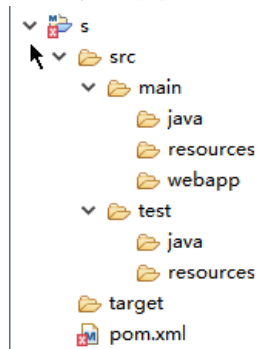 s
src
main
java
resources
webapp
test
java
resources
target
pom.xml